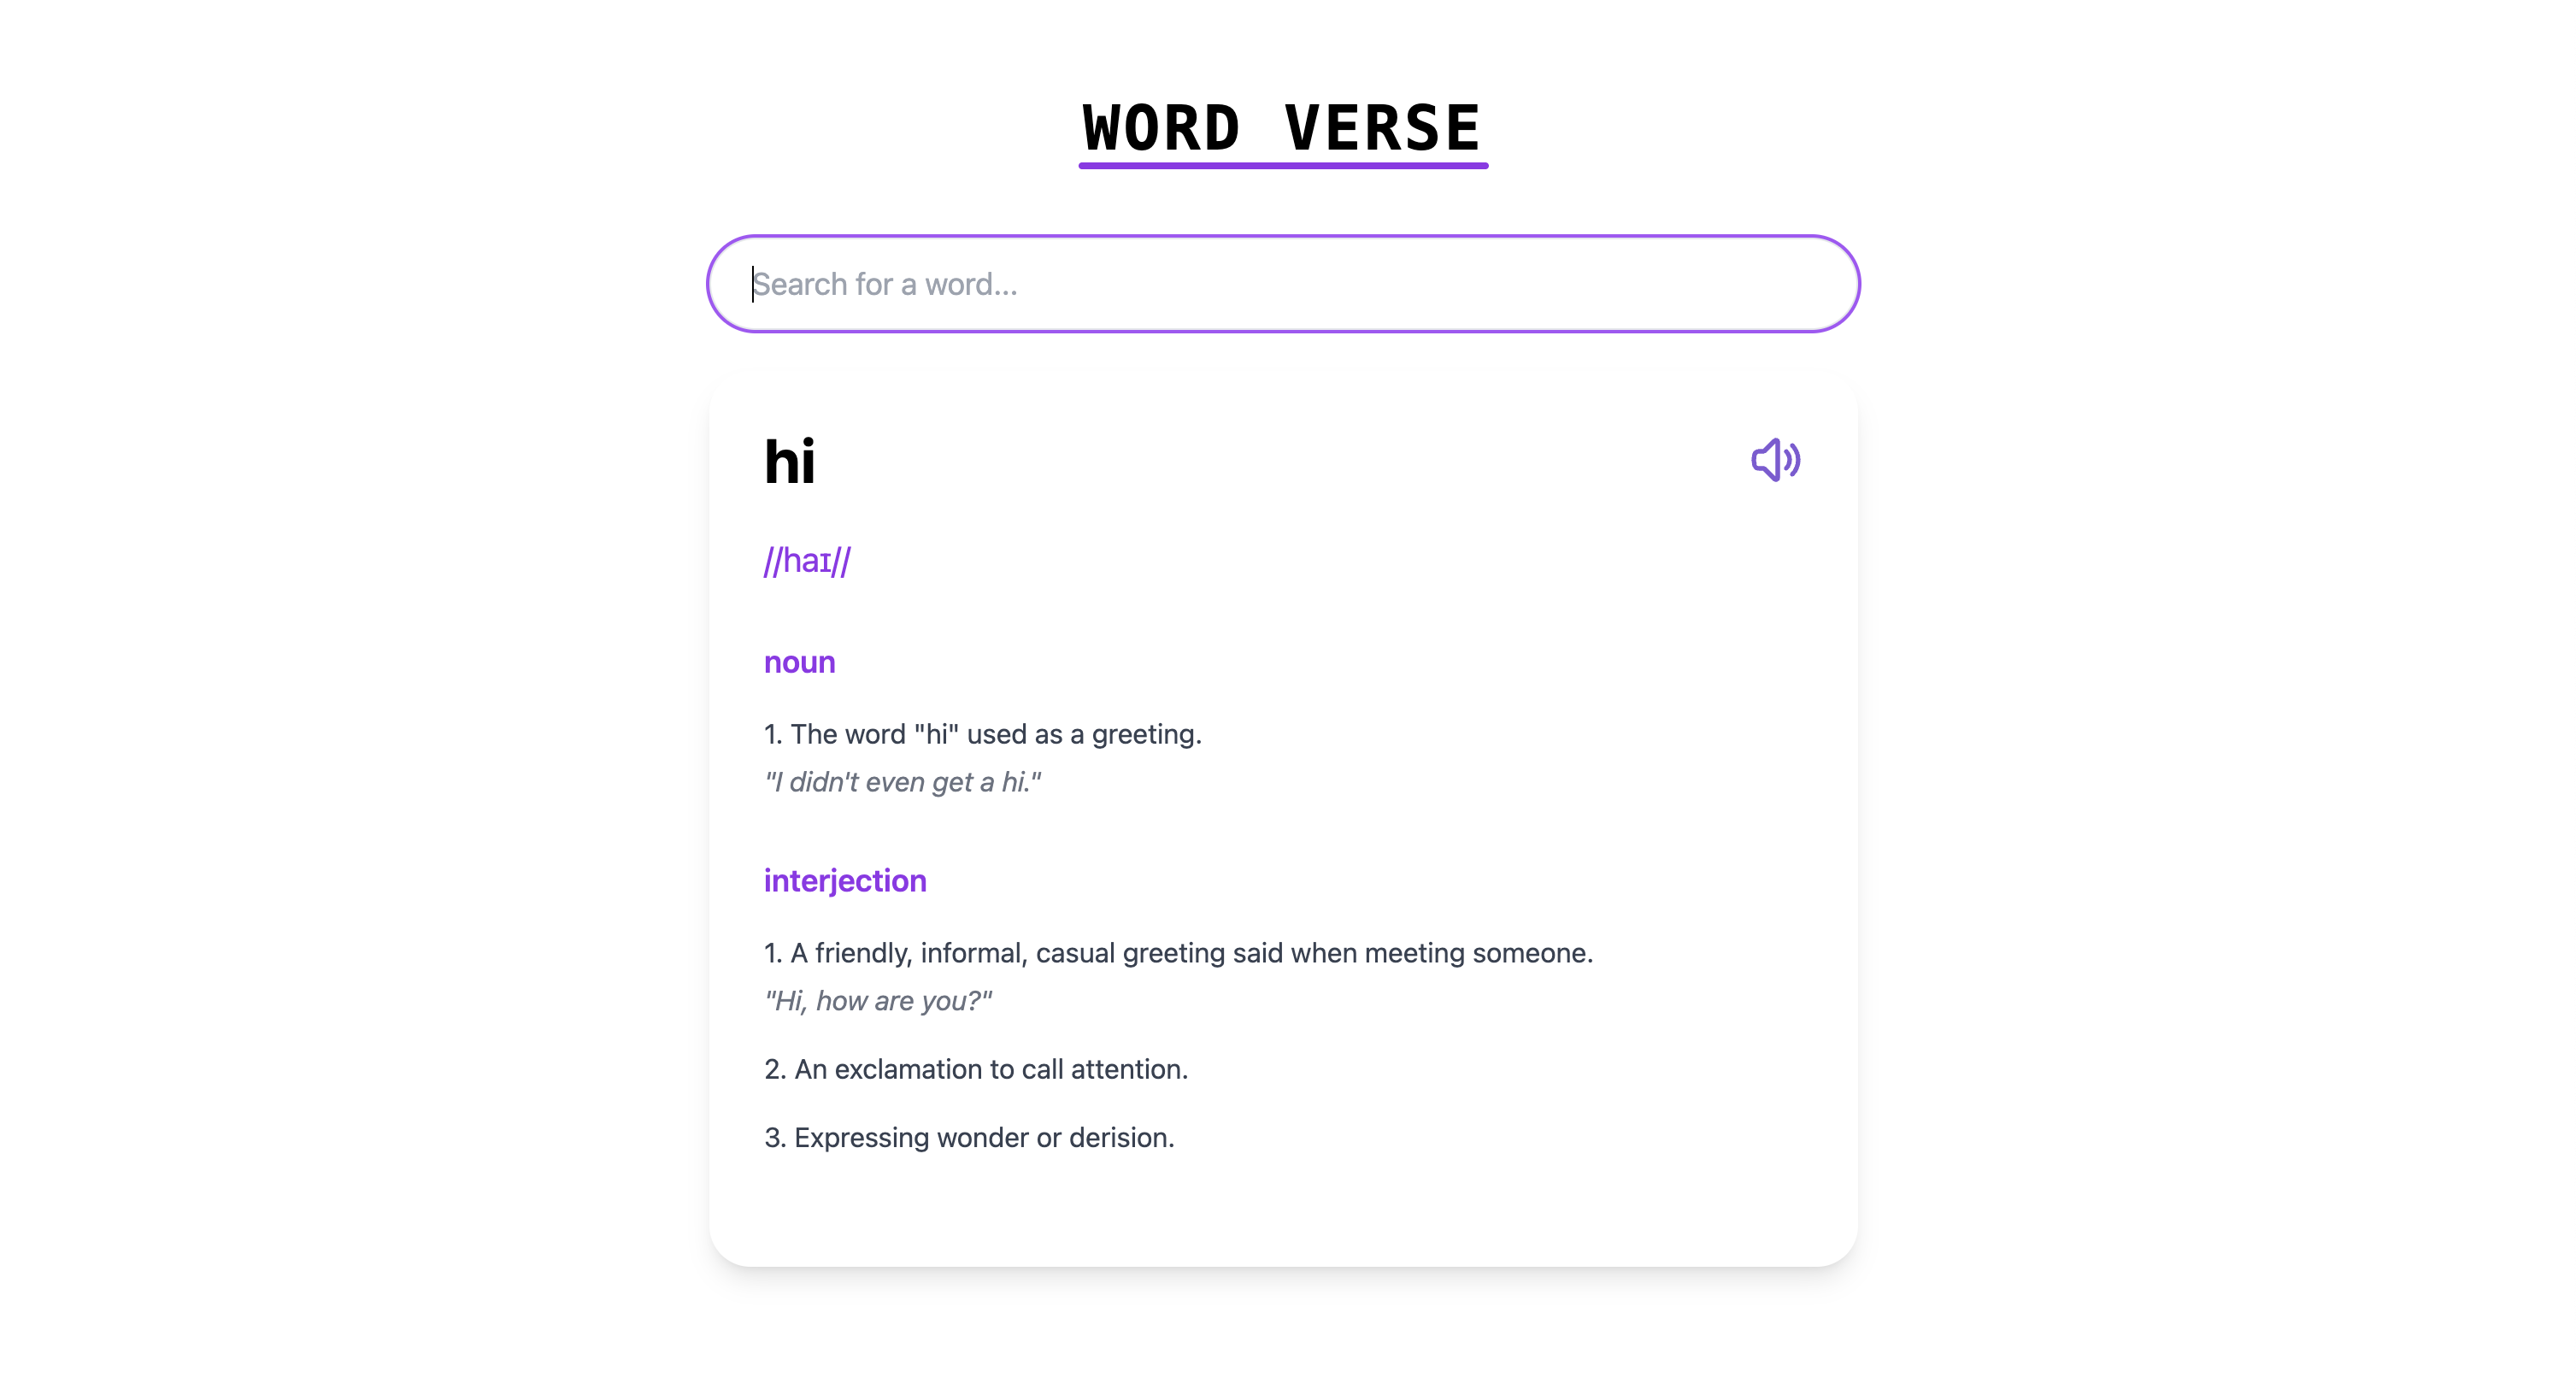 WORD VERSE
Search for a word...
hi
//haɪ//
noun
1. The word "hi" used as a greeting.
"I didn't even get a hi."
interjection
1. A friendly, informal, casual greeting said when meeting someone.
"Hi, how are you?"
2. An exclamation to call attention.
3. Expressing wonder or derision.